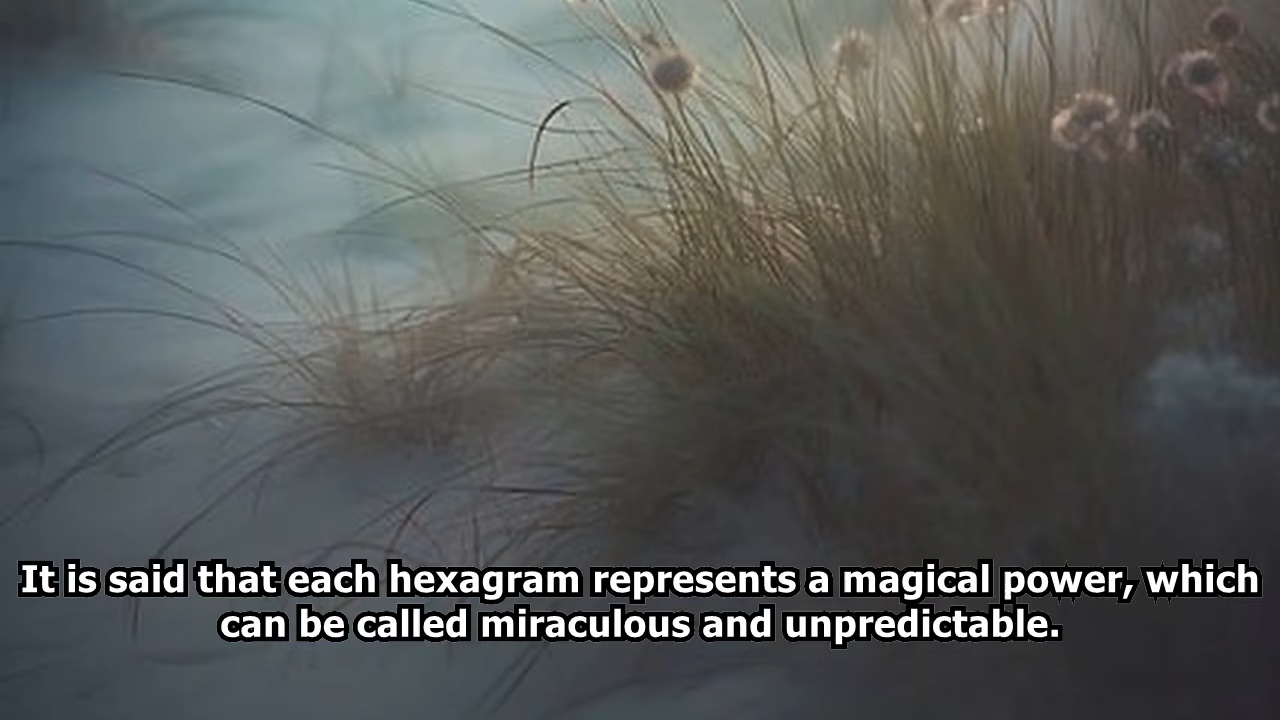 It is said that each hexagram represents a magical power, which
can be called miraculous and unpredictable.